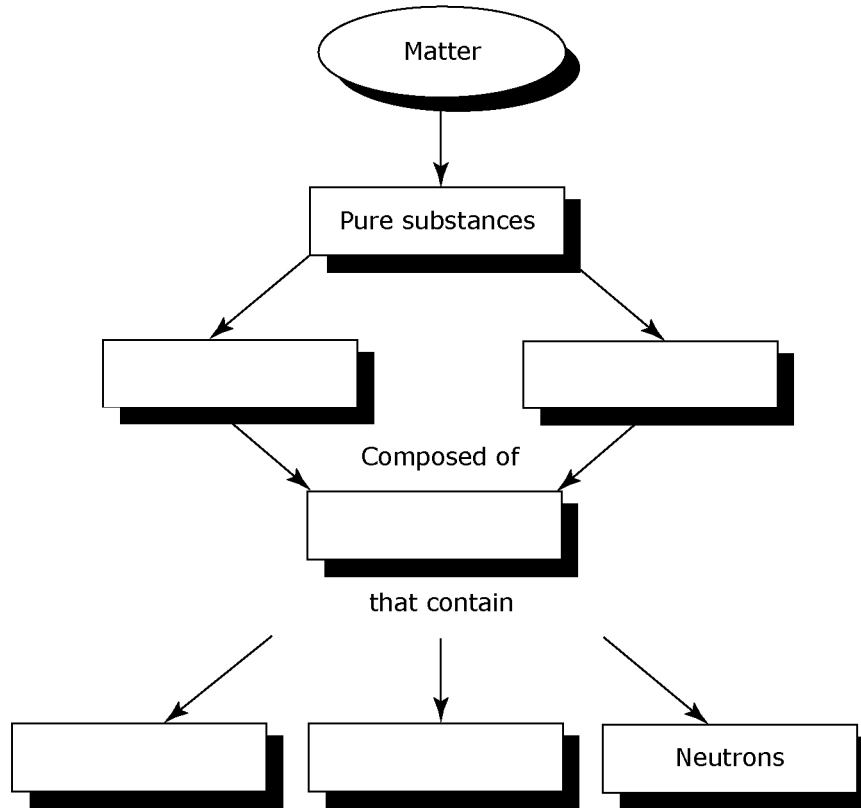 Matter
Pure substances
Composed of
that contain
Neutrons